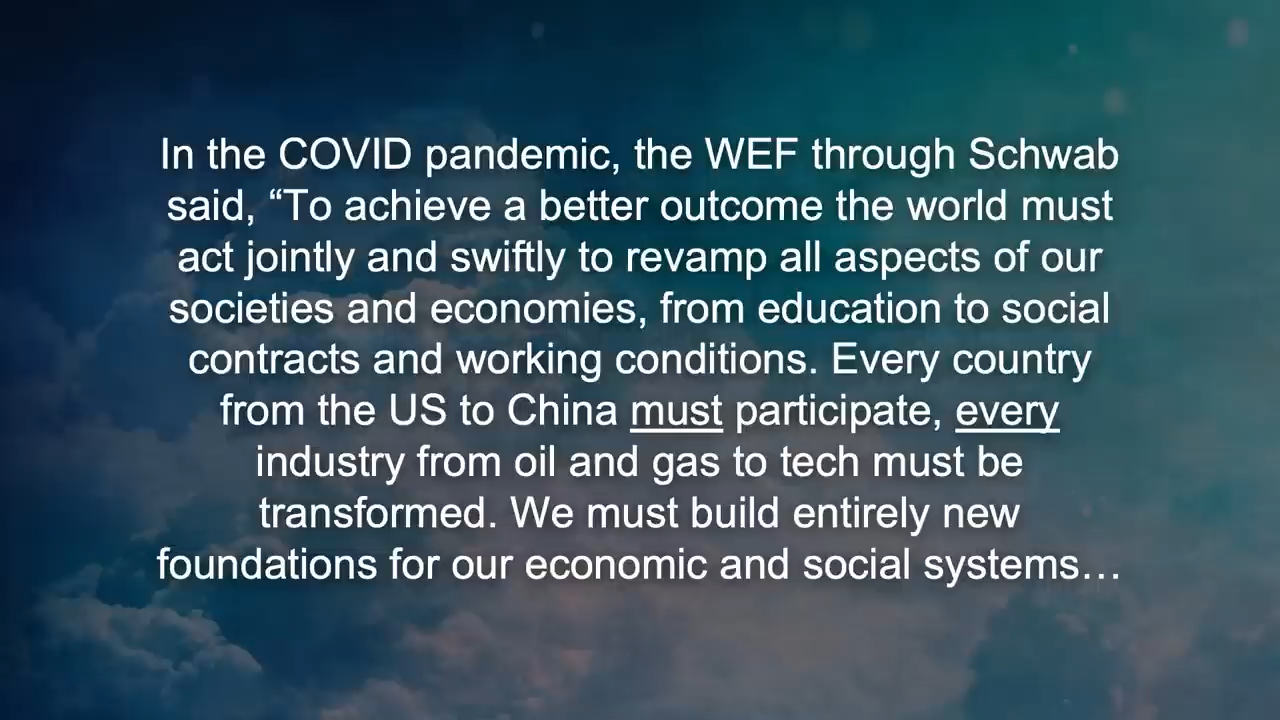 In the COVID pandemic, the WEF through Schwab
said, “To achieve a better outcome the world must
act jointly and swiftly to revamp all aspects of our
societies and economies, from education to social
contracts and working conditions. Every country
from the US to China must participate, every
industry from oil and gas to tech must be
transformed. We must build entirely new
foundations for our economic and social systems…